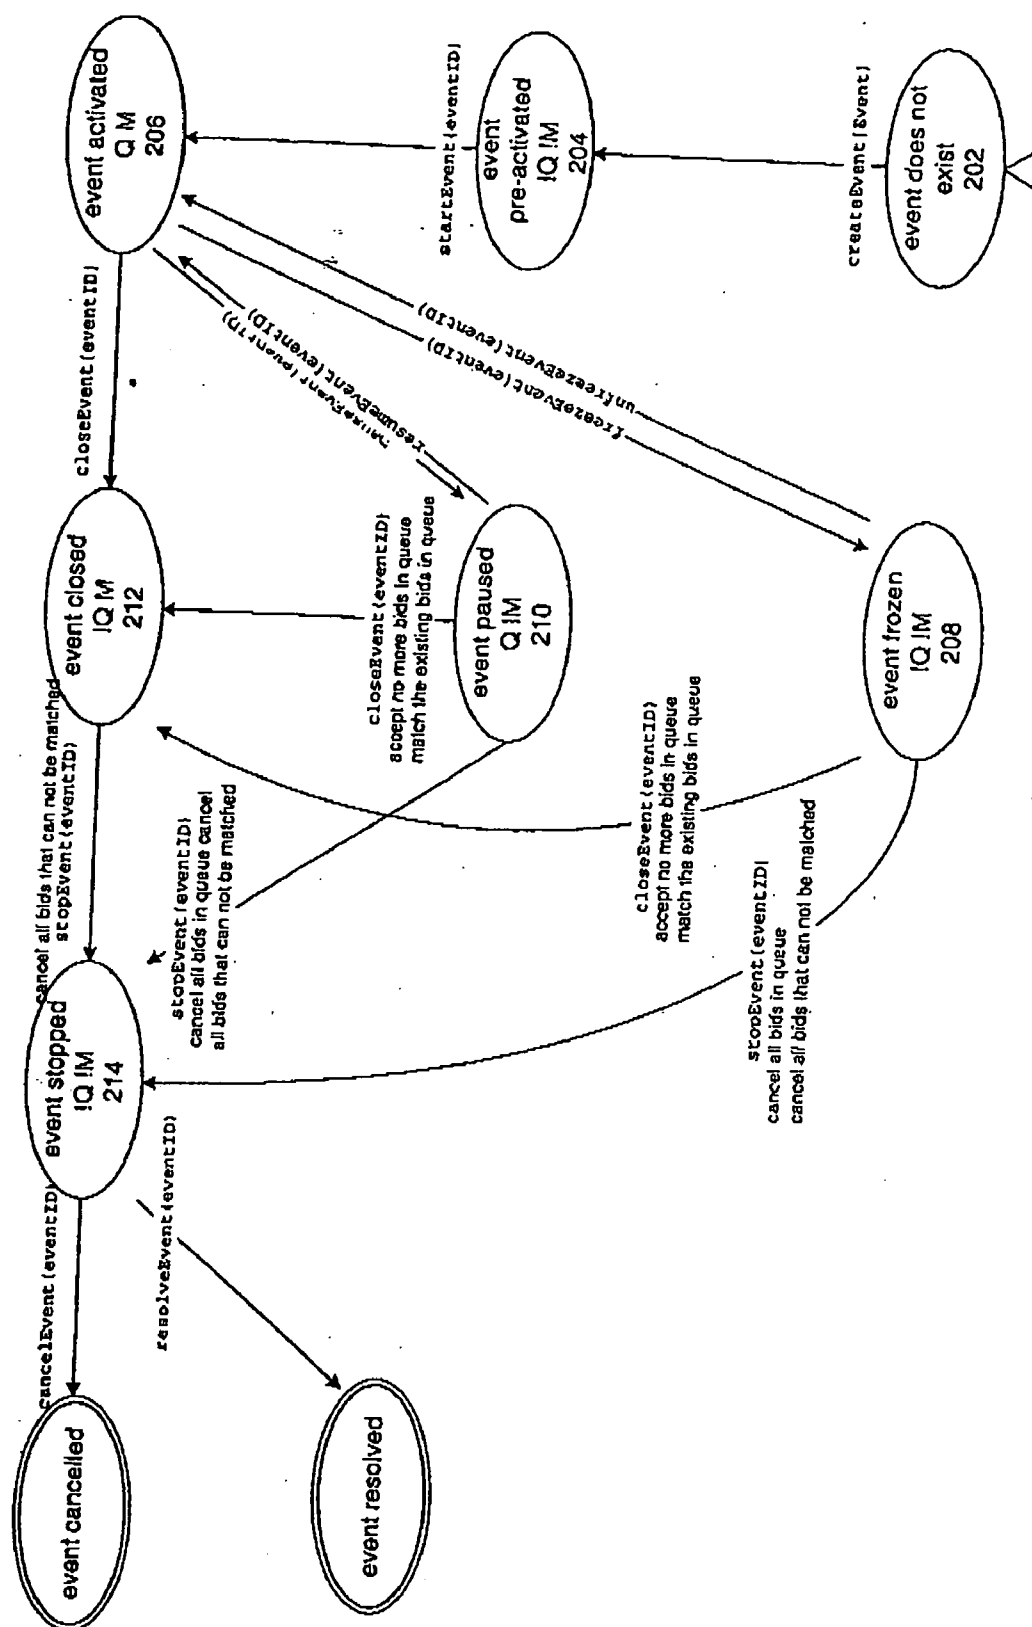 event activated
Q M
206
startEvent(eventID)
event
pre-activated
!Q !M
204
createEvent(Event)
event does not
exist
202
closeEvent(eventID)
pauseEvent(eventID)
resumeEvent(eventID)
freezeEvent(eventID)
unfreezeEvent(eventID)
event closed
!Q M
212
closeEvent(eventID)
accept no more bids in queue
match the existing bids in queue
event paused
Q !M
210
event frozen
!Q !M
208
cancel all bids that can not be matched
stopEvent(eventID)
stopEvent(eventID)
cancel all bids in queue cancel
all bids that can not be matched
closeEvent(eventID)
accept no more bids in queue
match the existing bids in queue
stopEvent(eventID)
cancel all bids in queue
cancel all bids that can not be matched
event stopped
!Q !M
214
cancelEvent(eventID)
resolveEvent(eventID)
event cancelled
event resolved